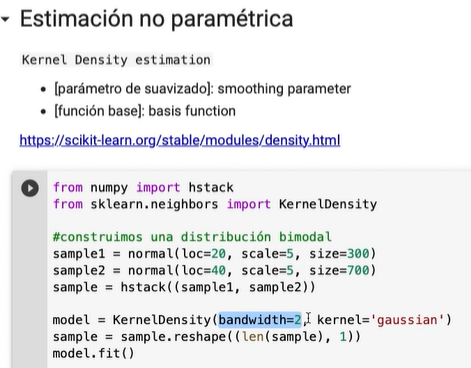 Estimación no paramétrica
Kernel Density estimation
• [parámetro de suavizado]: smoothing parameter
• [función base]: basis function
https://scikit-learn.org/stable/modules/density.html
from numpy import hstack
from sklearn.neighbors import KernelDensity
#construimos una distribución bimodal
sample1 = normal(loc=20, scale=5, size=300)
sample2 = normal(loc=40, scale=5, size=700)
sample = hstack((sample1, sample2))
model = KernelDensity(bandwidth=2, kernel='gaussian')
sample = sample.reshape((len(sample), 1))
model.fit()